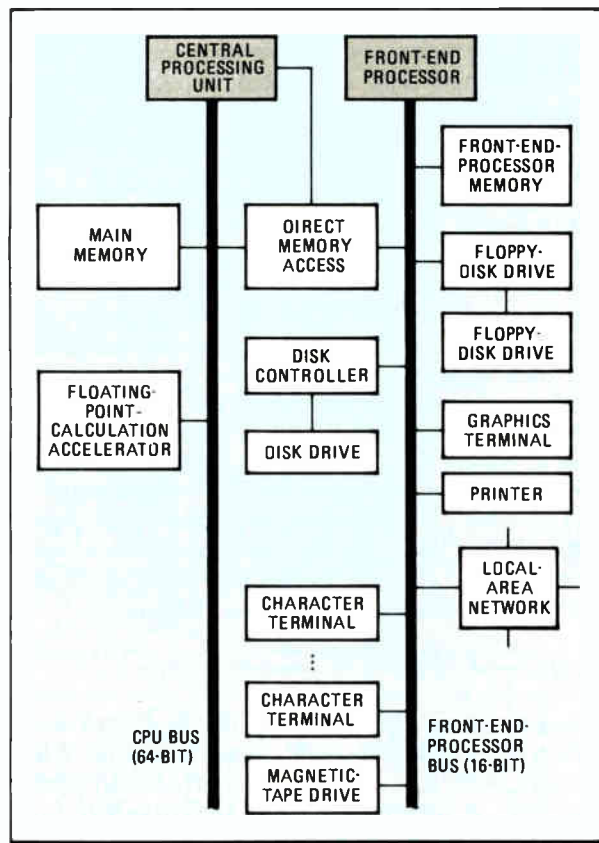 CENTRAL
PROCESSING
UNIT
FRONT-END
PROCESSOR
FRONT-END-
PROCESSOR
MEMORY
MAIN
MEMORY
DIRECT
MEMORY
ACCESS
FLOPPY-
DISK DRIVE
FLOPPY-
DISK DRIVE
DISK
CONTROLLER
FLOATING-
POINT-
CALCULATION
ACCELERATOR
DISK DRIVE
GRAPHICS
TERMINAL
PRINTER
LOCAL-
AREA
NETWORK
CHARACTER
TERMINAL
⋮
CHARACTER
TERMINAL
CPU BUS
(64-BIT)
FRONT-END-
PROCESSOR
BUS (16-BIT)
MAGNETIC-
TAPE DRIVE